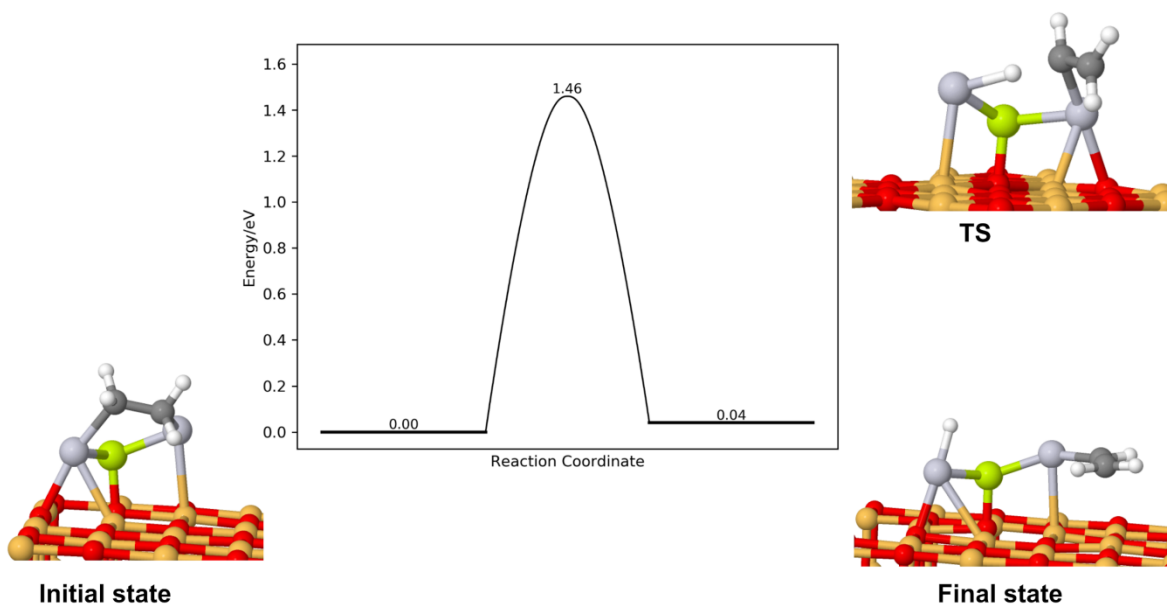 1.6
1.4
1.2
1.0
0.8
0.6
0.4
0.2
0.0
Energy/eV
1.46
0.00
0.04
Reaction Coordinate
TS
Initial state
Final state